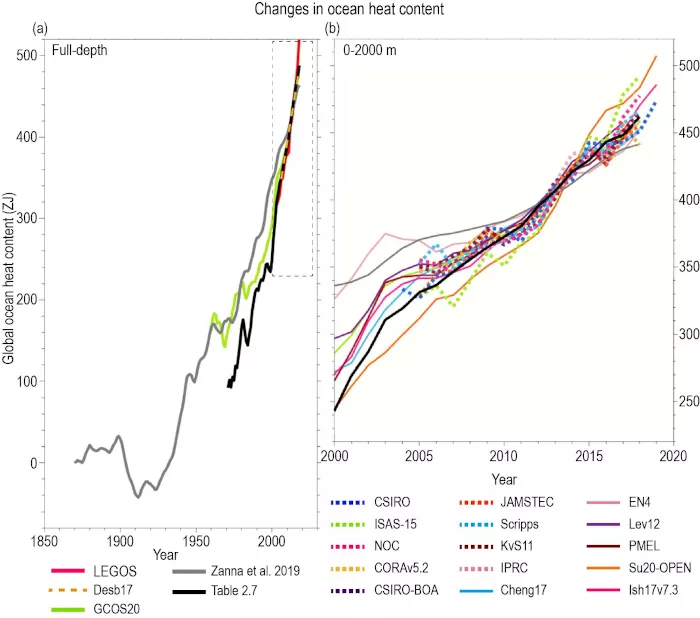 Changes in ocean heat content
(a)
Full-depth
Global ocean heat content (ZJ)
500
400
300
200
100
0
1850
1900
1950
2000
Year
LEGOS
Desb17
GCOS20
Zanna et al. 2019
Table 2.7
(b)
0-2000 m
500
450
400
350
300
250
2000
2005
2010
2015
2020
Year
CSIRO
ISAS-15
NOC
CORAv5.2
CSIRO-BOA
JAMSTEC
Scripps
KvS11
IPRC
Cheng17
EN4
Lev12
PMEL
Su20-OPEN
Ish17v7.3